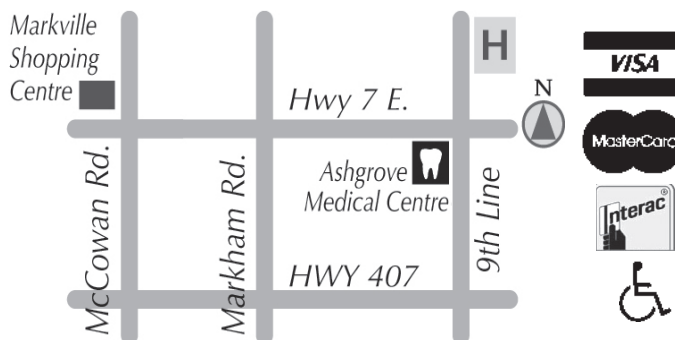 Markville
Shopping
Centre
H
VISA
N
Hwy 7 E.
MasterCard
Ashgrove
Medical Centre
McCowan Rd.
Markham Rd.
9th Line
Interac®
HWY 407